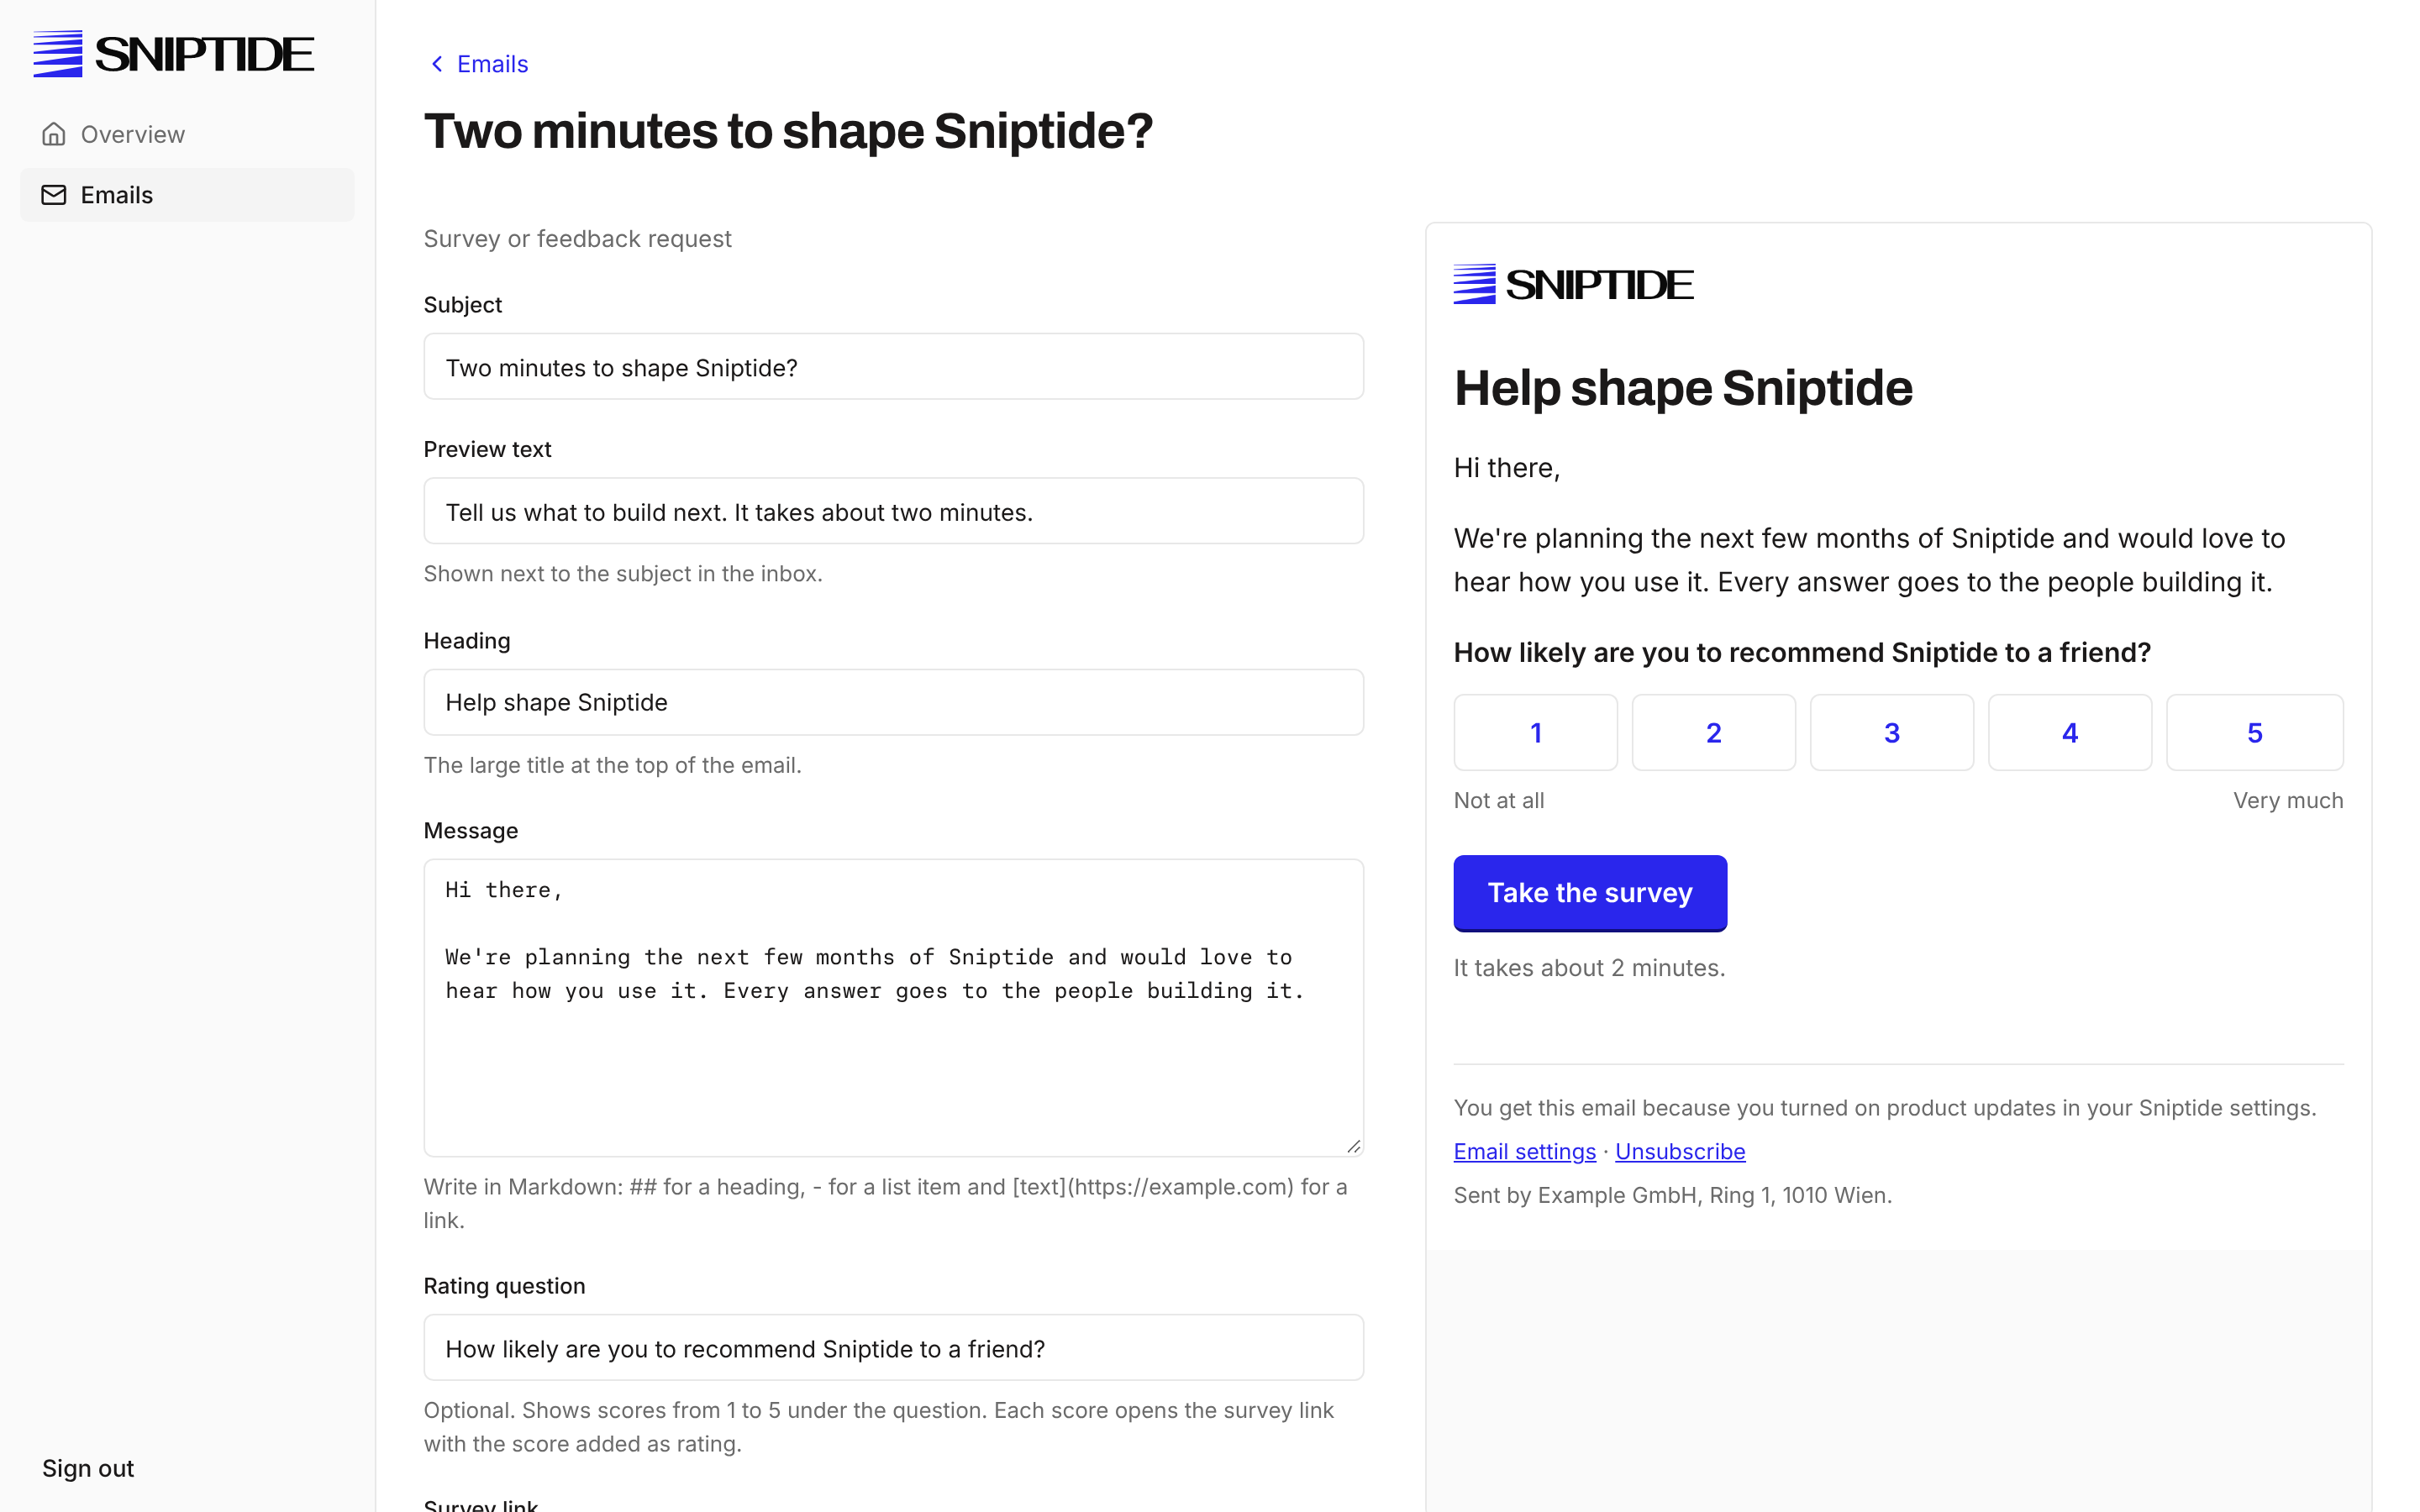 SNIPTIDE
Overview
Emails
Sign out
Emails
Two minutes to shape Sniptide?
Survey or feedback request
Subject
Two minutes to shape Sniptide?
Preview text
Tell us what to build next. It takes about two minutes.
Shown next to the subject in the inbox.
Heading
Help shape Sniptide
The large title at the top of the email.
Message
Hi there,
We're planning the next few months of Sniptide and would love to
hear how you use it. Every answer goes to the people building it.
Write in Markdown: ## for a heading, - for a list item and [text](https://example.com) for a
link.
Rating question
How likely are you to recommend Sniptide to a friend?
Optional. Shows scores from 1 to 5 under the question. Each score opens the survey link
with the score added as rating.
Survey link
SNIPTIDE
Help shape Sniptide
Hi there,
We're planning the next few months of Sniptide and would love to
hear how you use it. Every answer goes to the people building it.
How likely are you to recommend Sniptide to a friend?
1 2 3 4 5
Not at all Very much
Take the survey
It takes about 2 minutes.
You get this email because you turned on product updates in your Sniptide settings.
Email settings · Unsubscribe
Sent by Example GmbH, Ring 1, 1010 Wien.